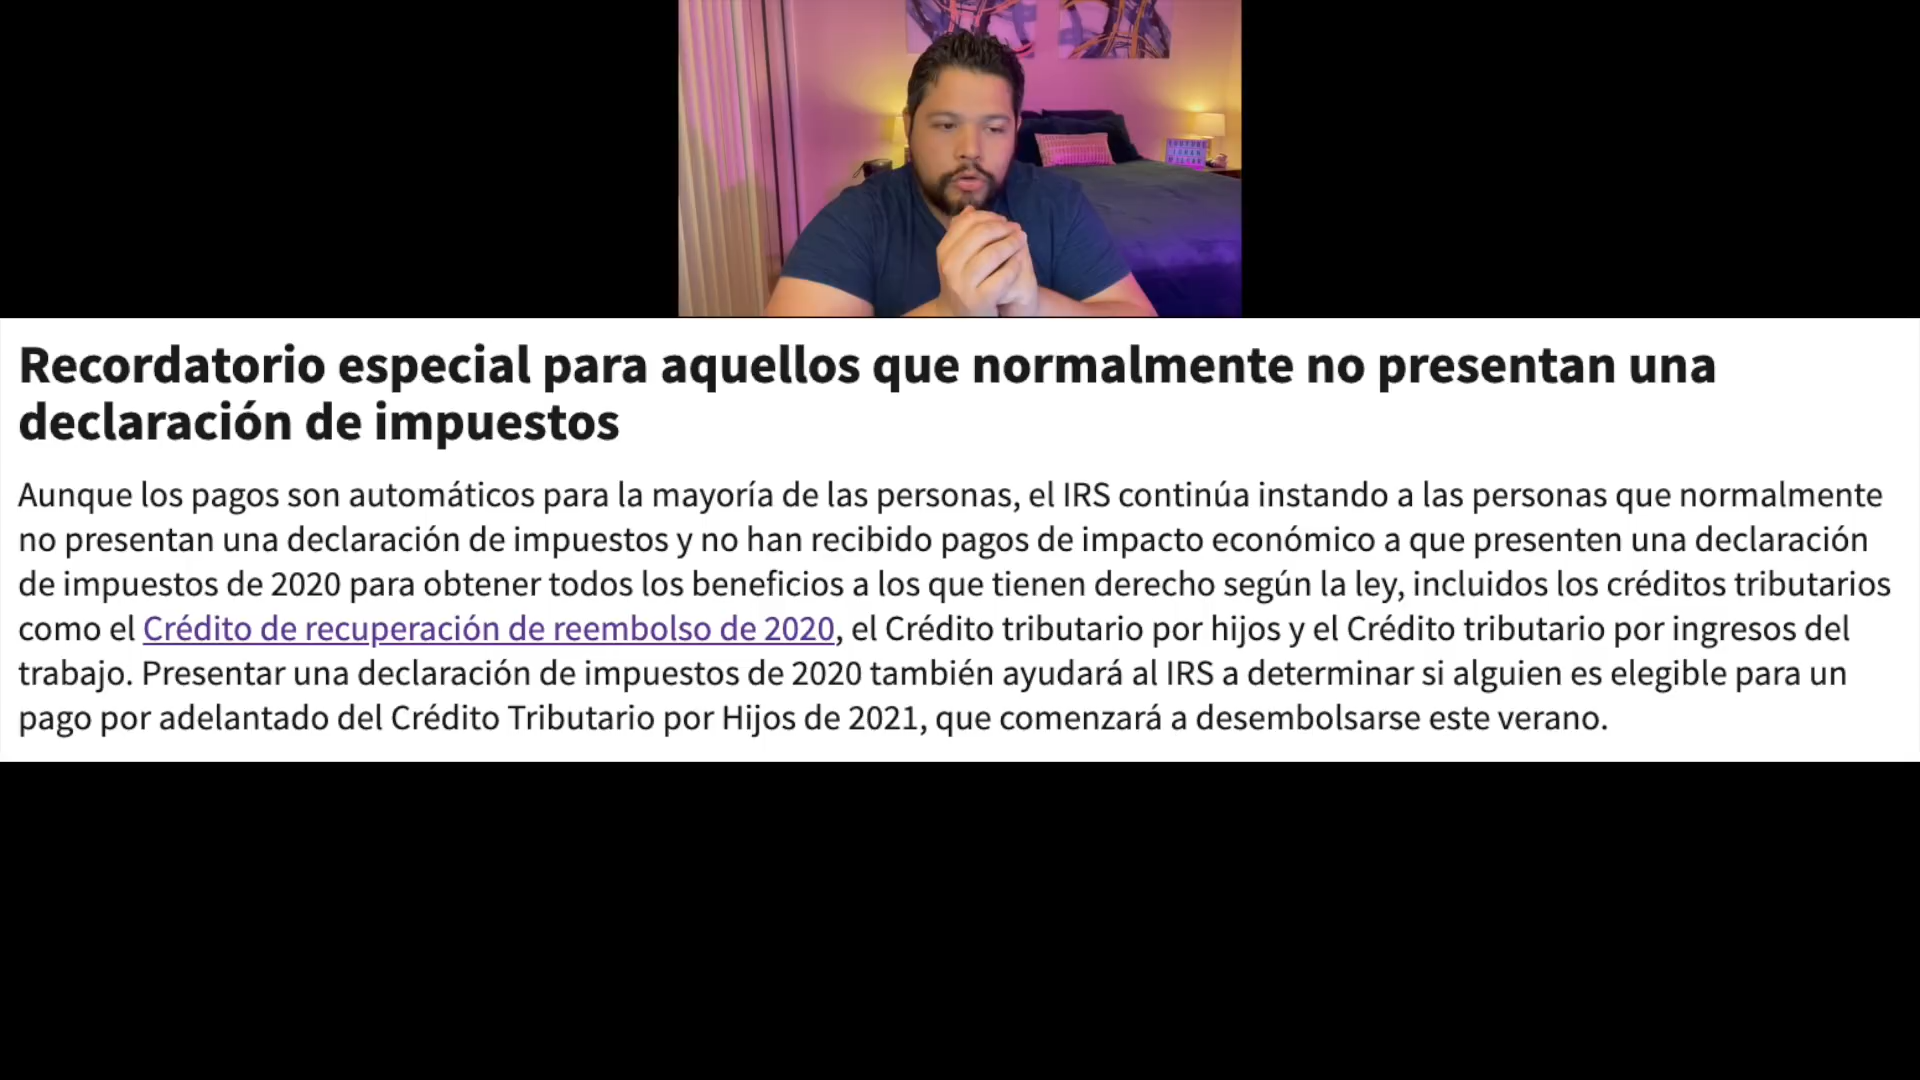 Recordatorio especial para aquellos que normalmente no presentan una
declaración de impuestos
Aunque los pagos son automáticos para la mayoría de las personas, el IRS continúa instando a las personas que normalmente
no presentan una declaración de impuestos y no han recibido pagos de impacto económico a que presenten una declaración
de impuestos de 2020 para obtener todos los beneficios a los que tienen derecho según la ley, incluidos los créditos tributarios
como el Crédito de recuperación de reembolso de 2020, el Crédito tributario por hijos y el Crédito tributario por ingresos del
trabajo. Presentar una declaración de impuestos de 2020 también ayudará al IRS a determinar si alguien es elegible para un
pago por adelantado del Crédito Tributario por Hijos de 2021, que comenzará a desembolsarse este verano.